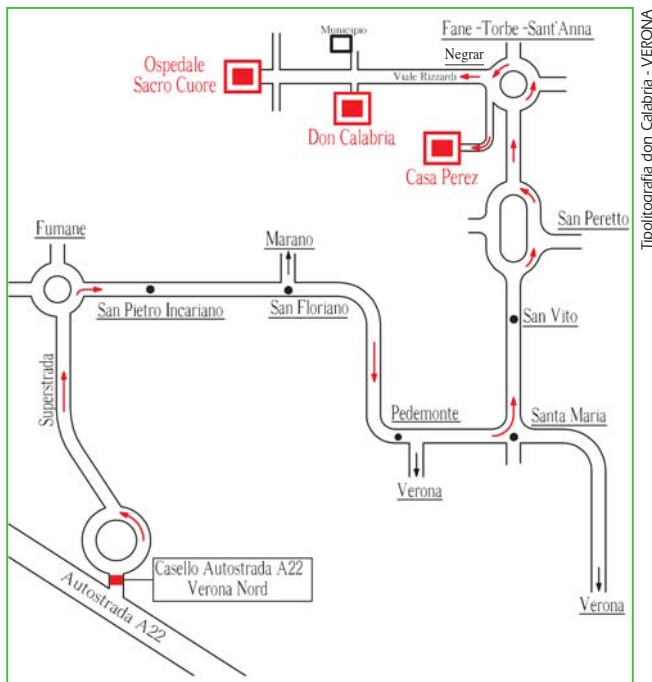 Municipio
Fane -Torbe -Sant'Anna
Negrar
Ospedale
Sacro Cuore
Viale Rizzardi
Don Calabria
Casa Perez
San Peretto
Fumane
Marano
San Pietro Incariano
San Floriano
San Vito
Superstrada
Pedemonte
Santa Maria
Verona
Casello Autostrada A22
Verona Nord
Autostrada A22
Verona
Tipolitografia don Calabria - VERONA